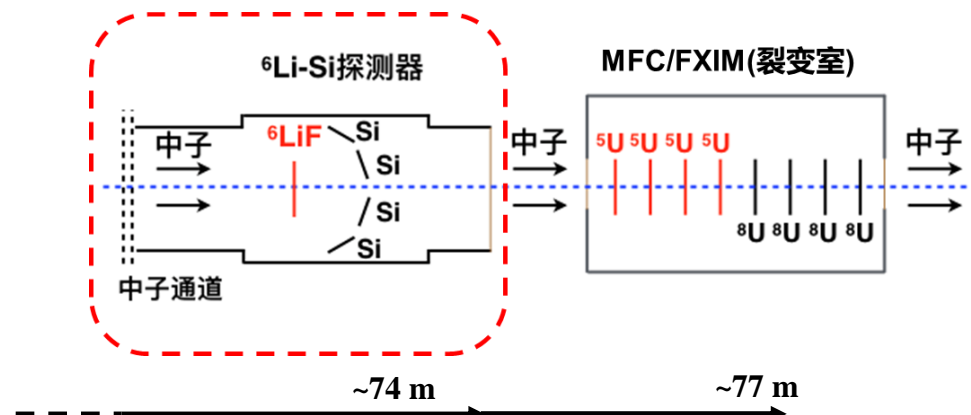 ⁶Li-Si探测器
MFC/FXIM(裂变室)
中子
⁶LiF
Si
Si
Si
Si
中子通道
中子
⁵U ⁵U ⁵U ⁵U
⁸U ⁸U ⁸U ⁸U
中子
~74 m
~77 m